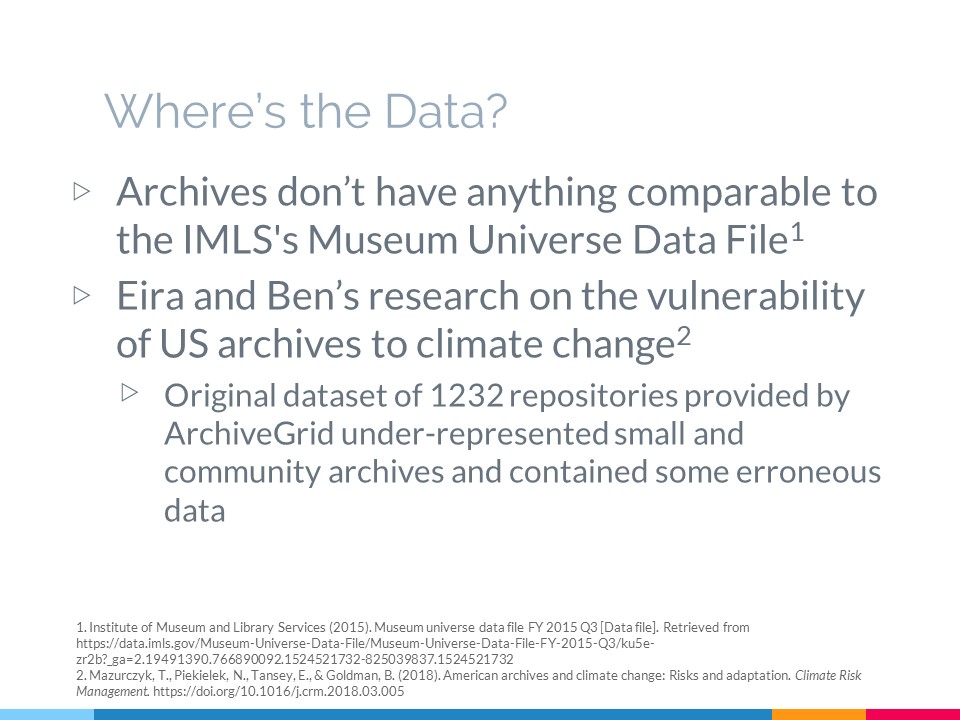 Where’s the Data?
▷ Archives don’t have anything comparable to
the IMLS's Museum Universe Data File¹
▷ Eira and Ben’s research on the vulnerability
of US archives to climate change²
▷ Original dataset of 1232 repositories provided by
ArchiveGrid under-represented small and
community archives and contained some erroneous
data
1. Institute of Museum and Library Services (2015). Museum universe data file FY 2015 Q3 [Data file]. Retrieved from
https://data.imls.gov/Museum-Universe-Data-File/Museum-Universe-Data-File-FY-2015-Q3/ku5e-
zr2b?_ga=2.19491390.766890092.1524521732-825039837.1524521732
2. Mazurczyk, T., Piekielek, N., Tansey, E., & Goldman, B. (2018). American archives and climate change: Risks and adaptation. Climate Risk
Management. https://doi.org/10.1016/j.crm.2018.03.005